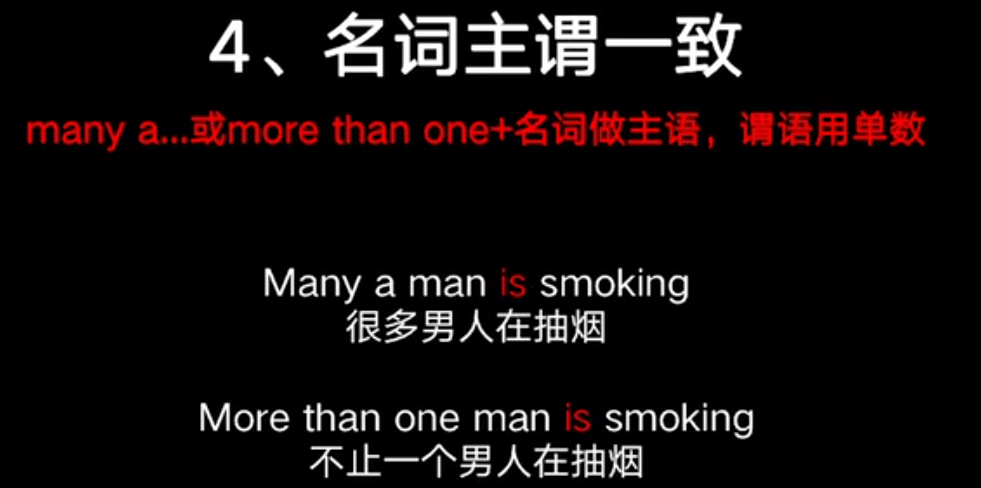 4、名词主谓一致
many a...或more than one+名词做主语，谓语用单数
Many a man is smoking
很多男人在抽烟
More than one man is smoking
不止一个男人在抽烟